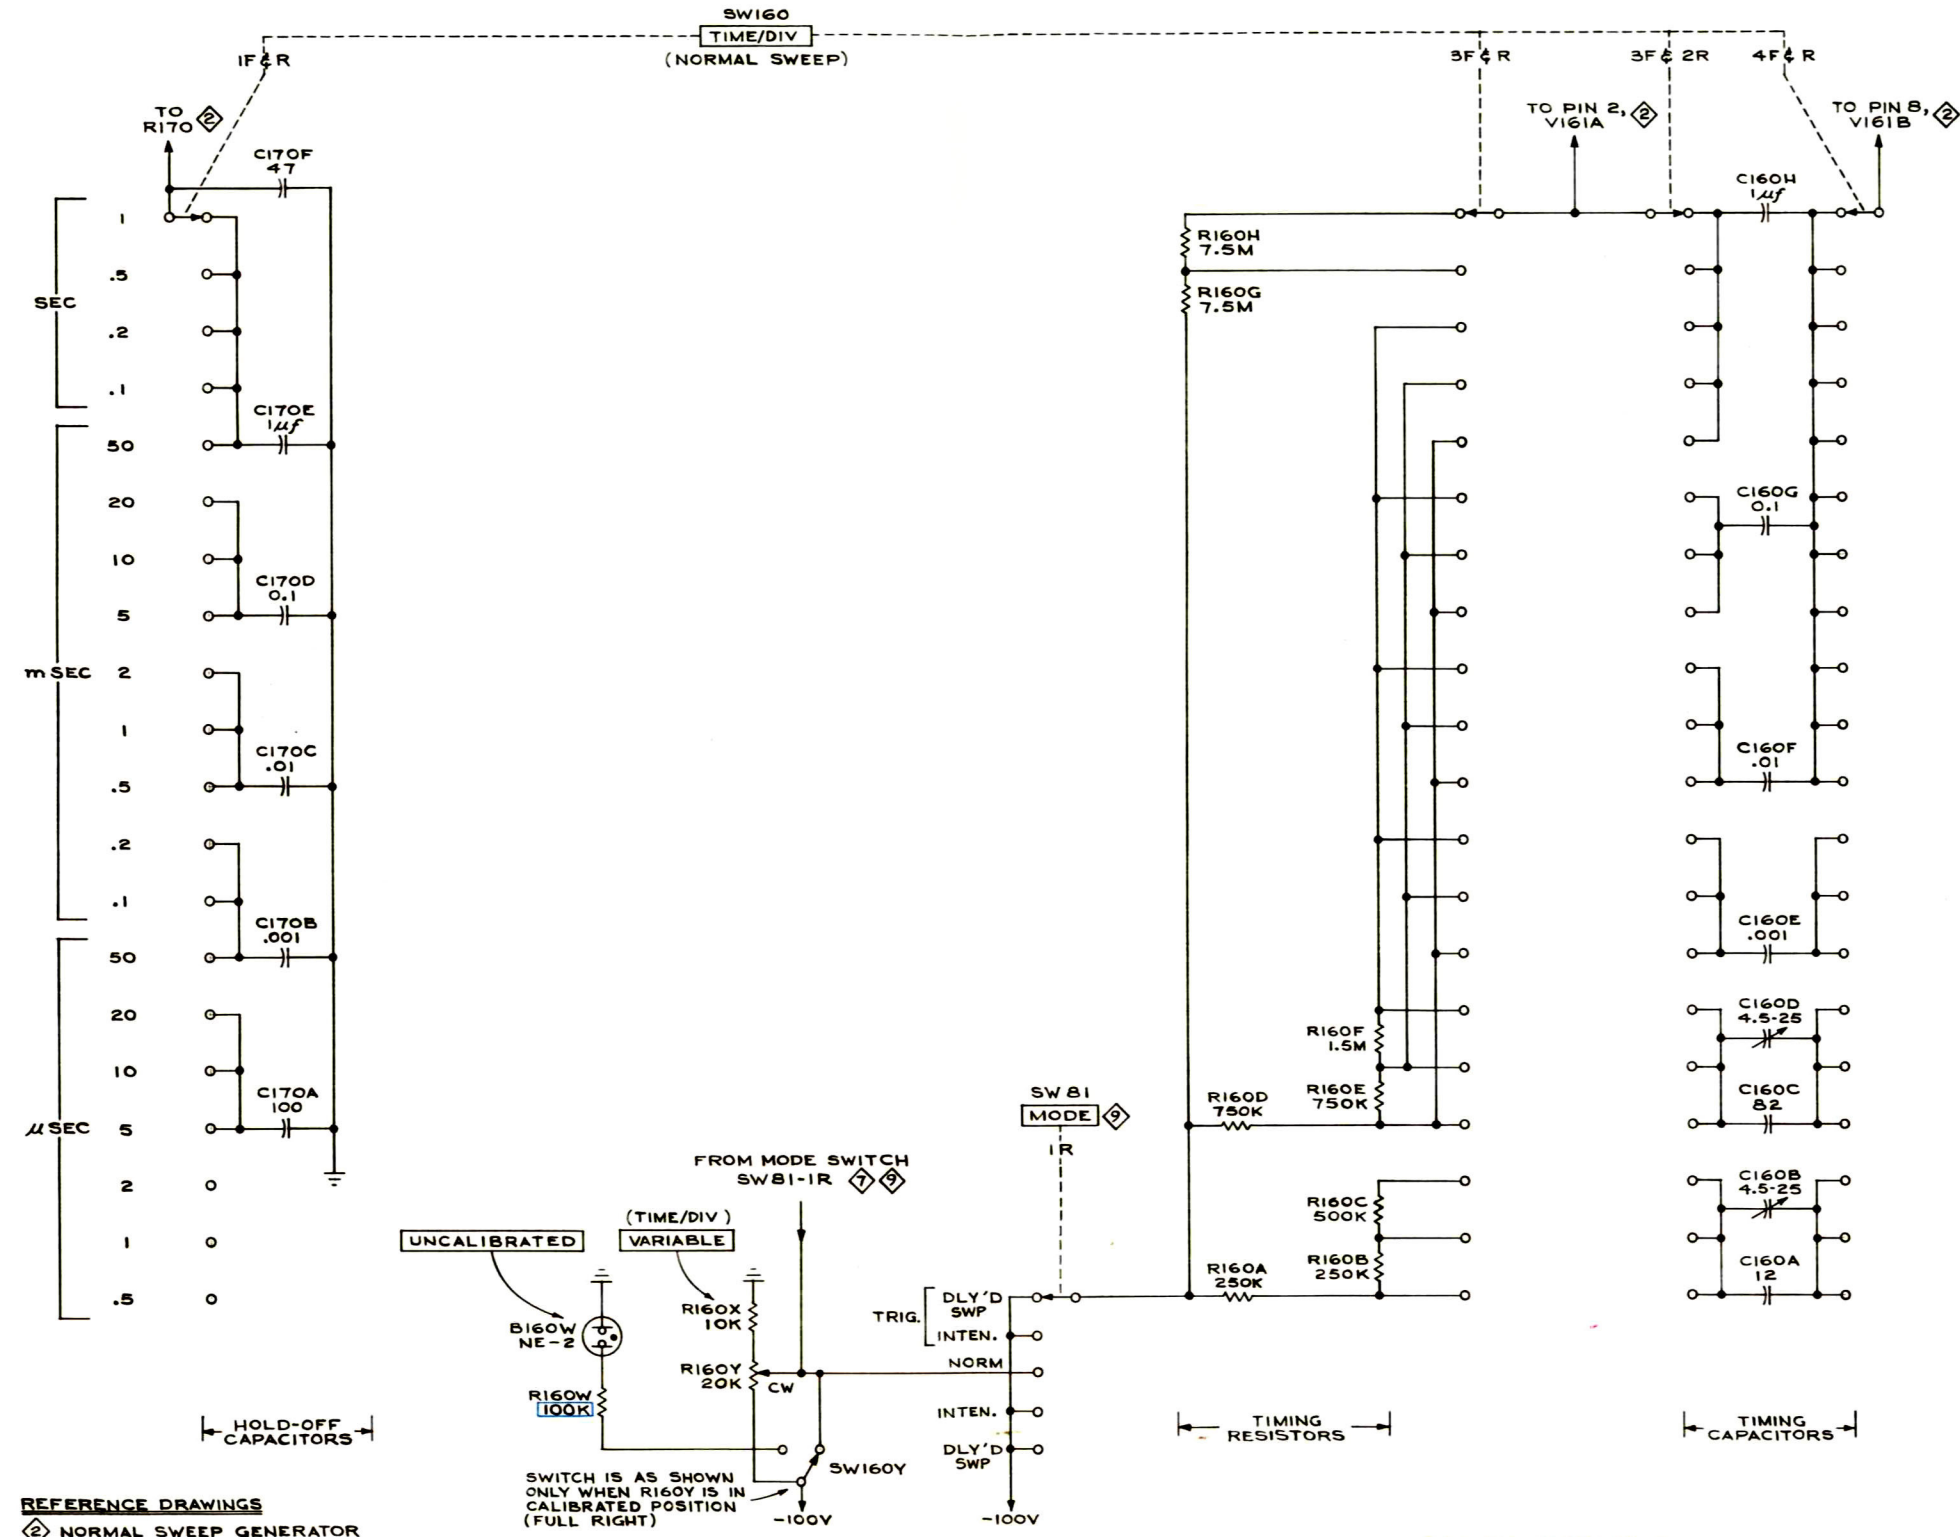 SW160
TIME/DIV
(NORMAL SWEEP)
1F & R
3F & R
3F & 2R
4F & R
TO
R170 2
TO PIN 2, 2
V161A
TO PIN 8, 2
V161B
C170F
47
C160H
1µf
SEC
1
.5
.2
.1
R160H
7.5M
R160G
7.5M
C170E
1µf
m SEC
50
20
10
5
2
1
.5
.2
.1
C160G
0.1
C170D
0.1
C170C
.01
C160F
.01
C170B
.001
C160E
.001
µ SEC
50
20
10
5
2
1
.5
C160D
4.5-25
R160F
1.5M
C170A
100
SW 81
MODE 9
1R
R160D
750K
R160E
750K
C160C
82
FROM MODE SWITCH
SW81-1R 7 9
C160B
4.5-25
R160C
500K
UNCALIBRATED
(TIME/DIV)
VARIABLE
R160A
250K
R160B
250K
C160A
12
TRIG.
DLY'D
SWP
INTEN.
NORM
INTEN.
DLY'D
SWP
B160W
NE-2
R160X
10K
R160Y
20K
CW
R160W
100K
HOLD-OFF
CAPACITORS
TIMING
RESISTORS
TIMING
CAPACITORS
SW160Y
SWITCH IS AS SHOWN
ONLY WHEN R160Y IS IN
CALIBRATED POSITION
(FULL RIGHT)
-100V
-100V
REFERENCE DRAWINGS
2 NORMAL SWEEP GENERATOR